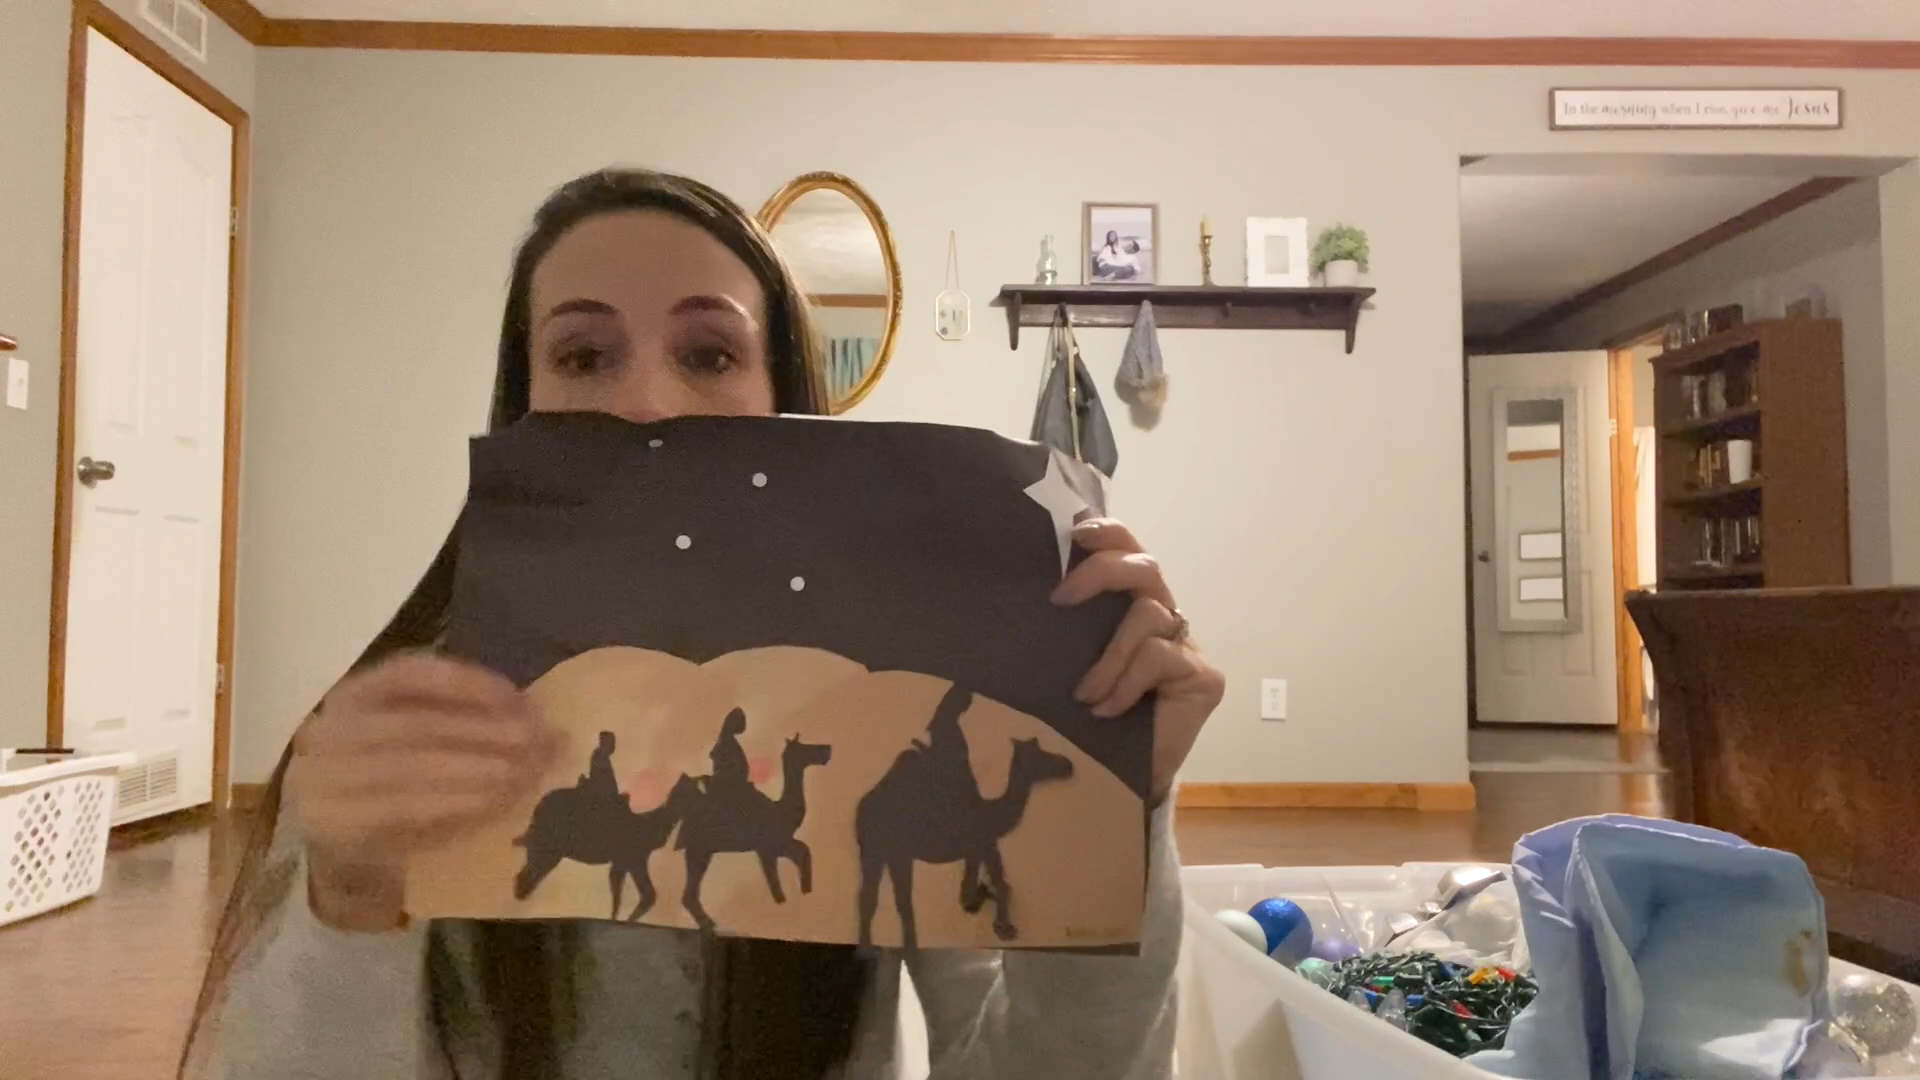 In the morning when I rise, give me Jesus